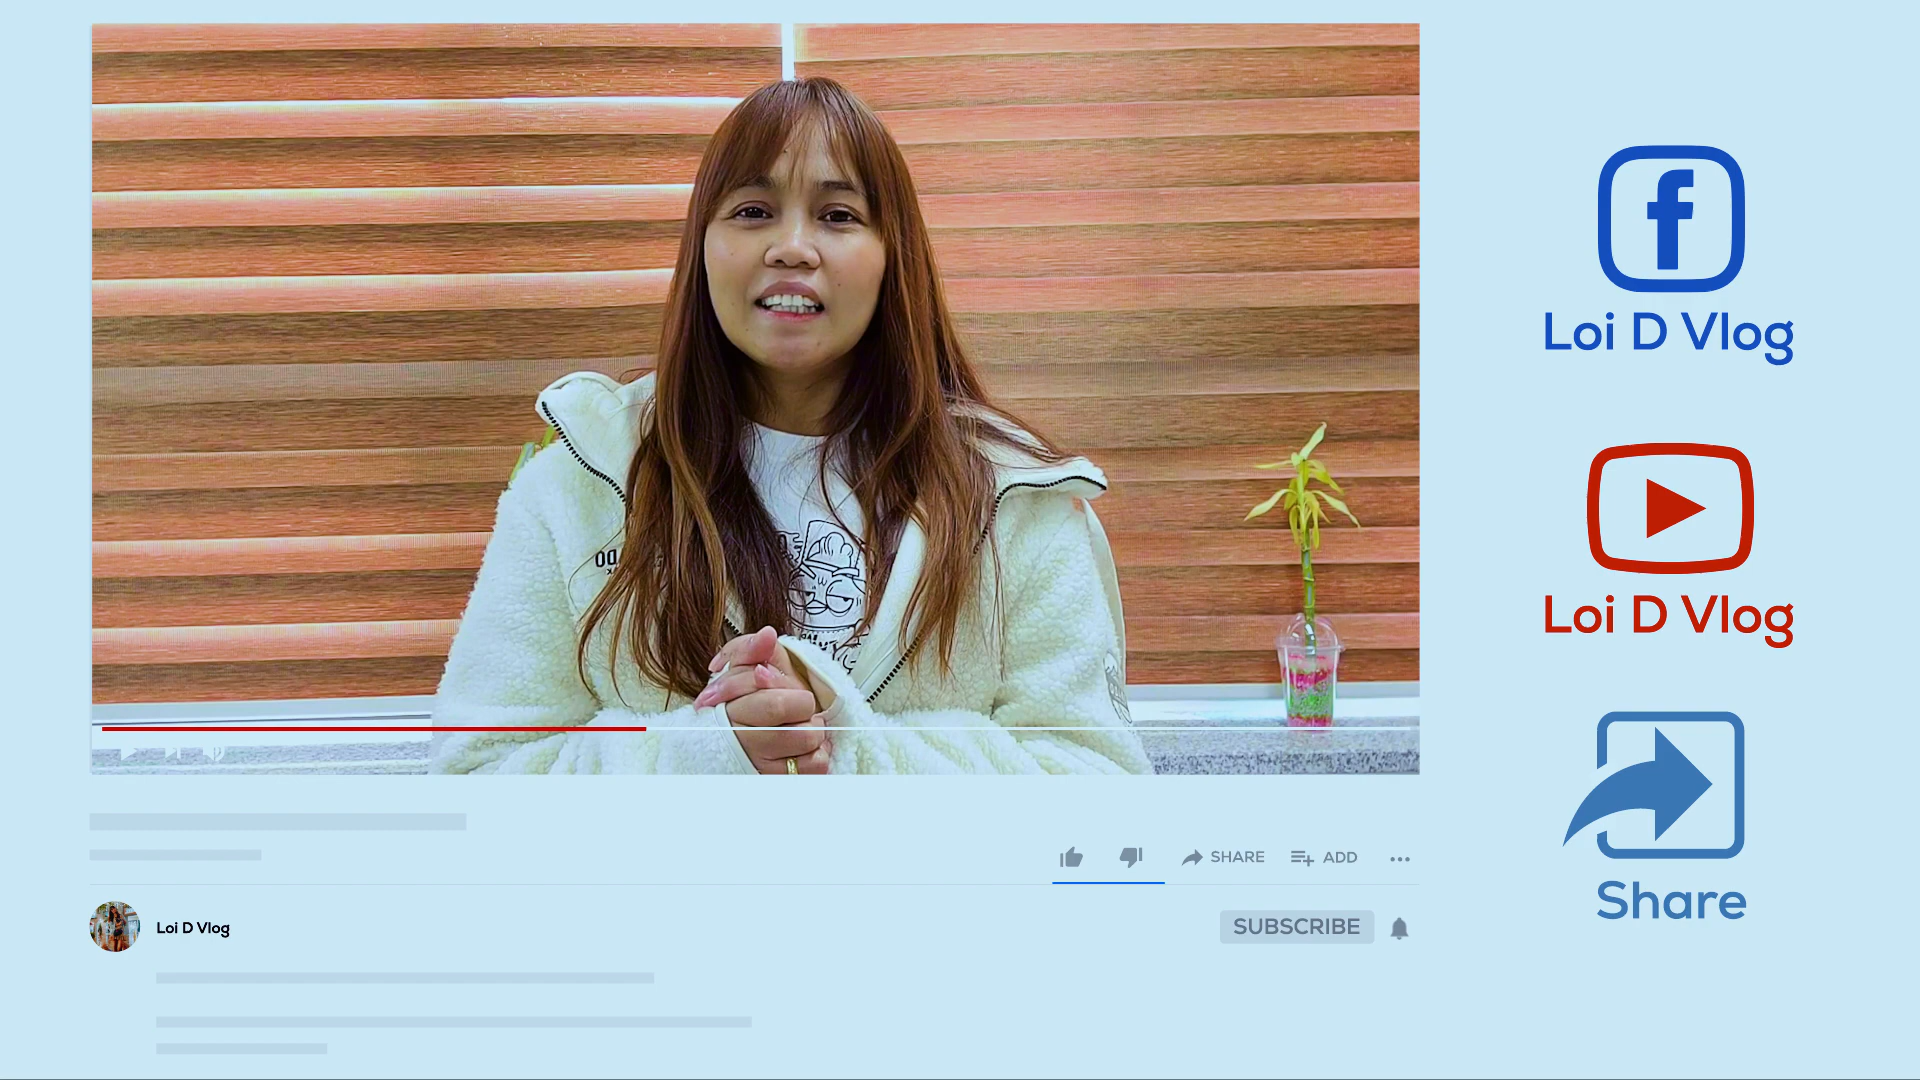 Loi D Vlog
Loi D Vlog
SHARE
ADD
Share
Loi D Vlog
SUBSCRIBE